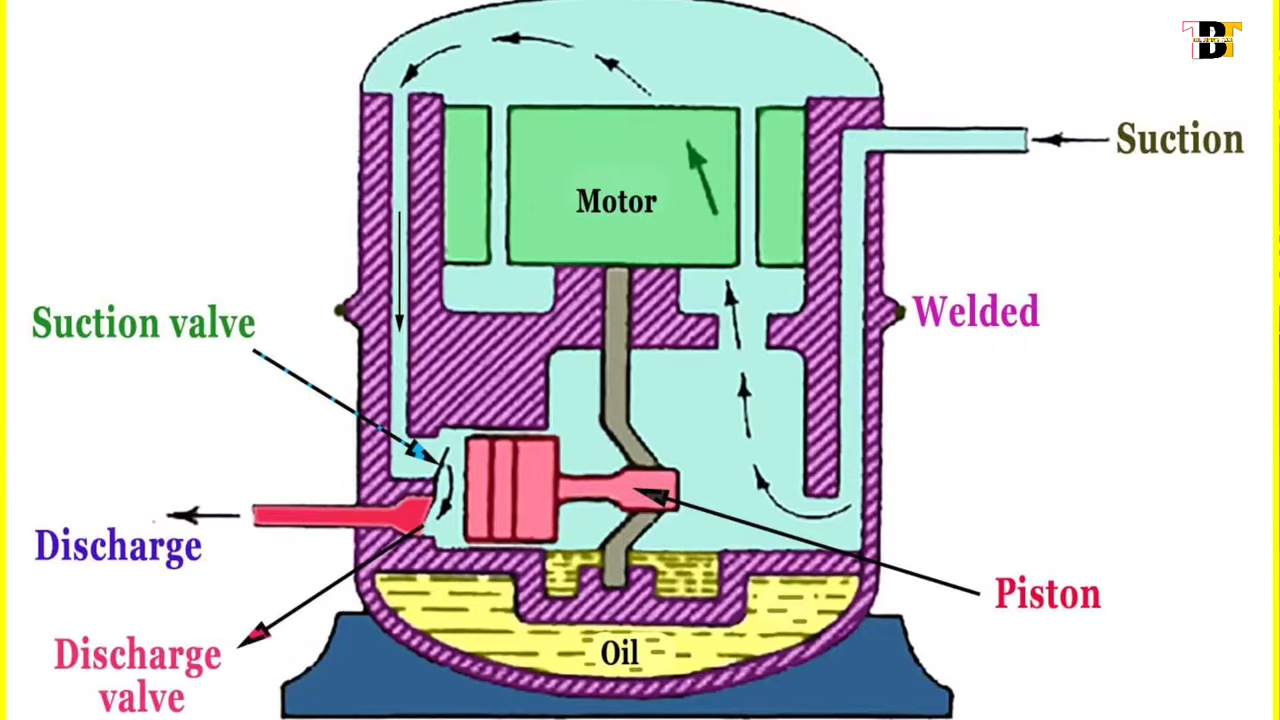 Suction
Motor
Suction valve
Welded
Discharge
Piston
Discharge
valve
Oil